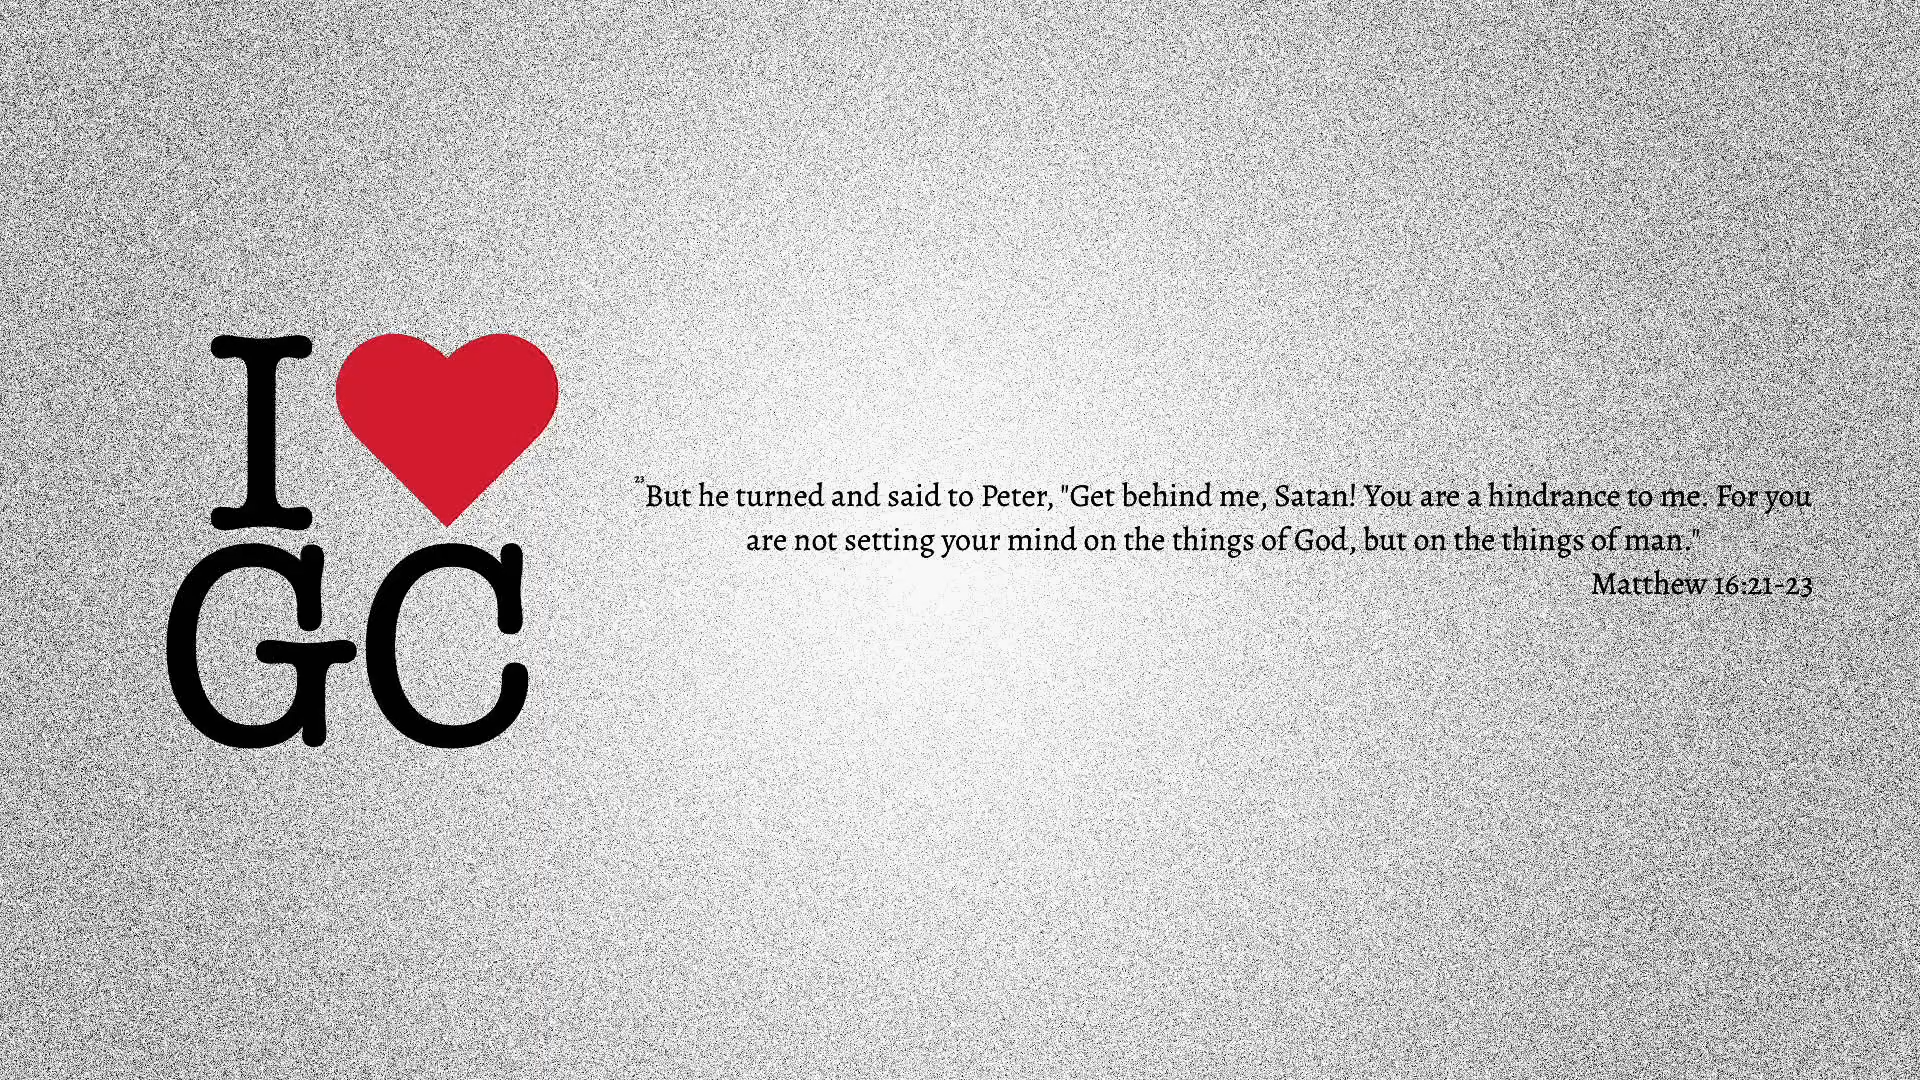 I ♥
GC
23But he turned and said to Peter, "Get behind me, Satan! You are a hindrance to me. For you
are not setting your mind on the things of God, but on the things of man."
Matthew 16:21-23